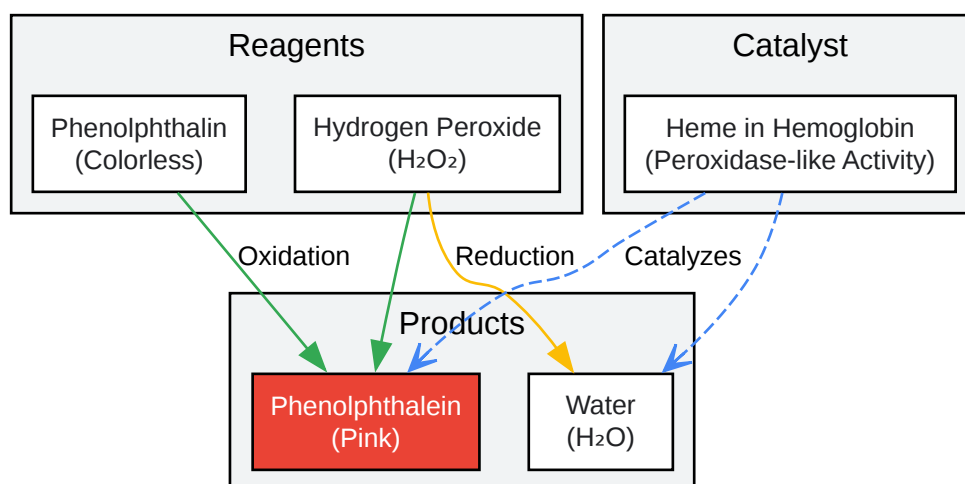 Reagents
Catalyst
Phenolphthalin
(Colorless)
Hydrogen Peroxide
(H₂O₂)
Heme in Hemoglobin
(Peroxidase-like Activity)
Oxidation
Reduction
Catalyzes
Products
Phenolphthalein
(Pink)
Water
(H₂O)